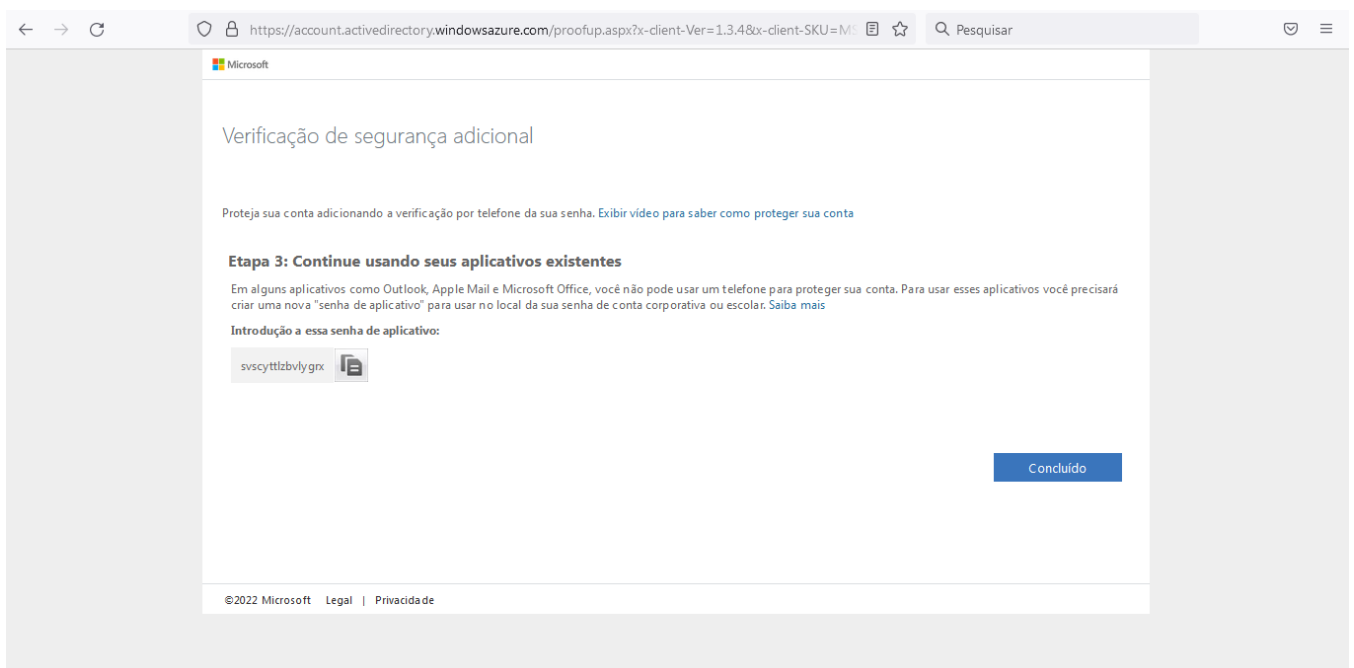 https://account.activedirectory.windowsazure.com/proofup.aspx?x-client-Ver=1.3.4&x-client-SKU=MS
Pesquisar
Microsoft
Verificação de segurança adicional
Proteja sua conta adicionando a verificação por telefone da sua senha. Exibir vídeo para saber como proteger sua conta
Etapa 3: Continue usando seus aplicativos existentes
Em alguns aplicativos como Outlook, Apple Mail e Microsoft Office, você não pode usar um telefone para proteger sua conta. Para usar esses aplicativos você precisará
criar uma nova "senha de aplicativo" para usar no local da sua senha de conta corporativa ou escolar. Saiba mais
Introdução a essa senha de aplicativo:
svscyttlzbvlygrx
Concluído
©2022 Microsoft Legal | Privacidade